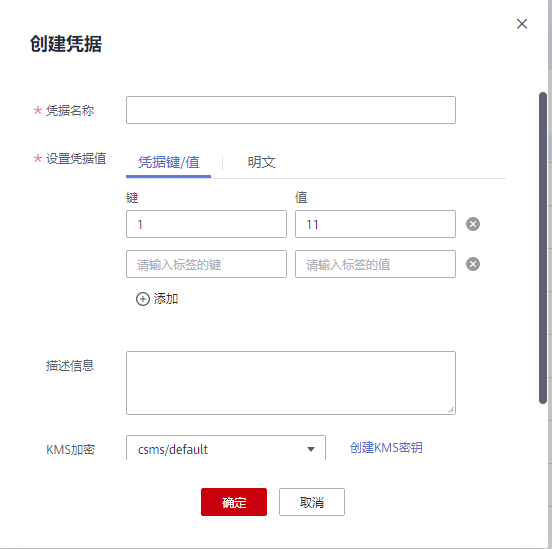 创建凭据
* 凭据名称
* 设置凭据值
凭据键/值 明文
键 值
1 11
请输入标签的键 请输入标签的值
添加
描述信息
KMS加密 csms/default 创建KMS密钥
确定 取消